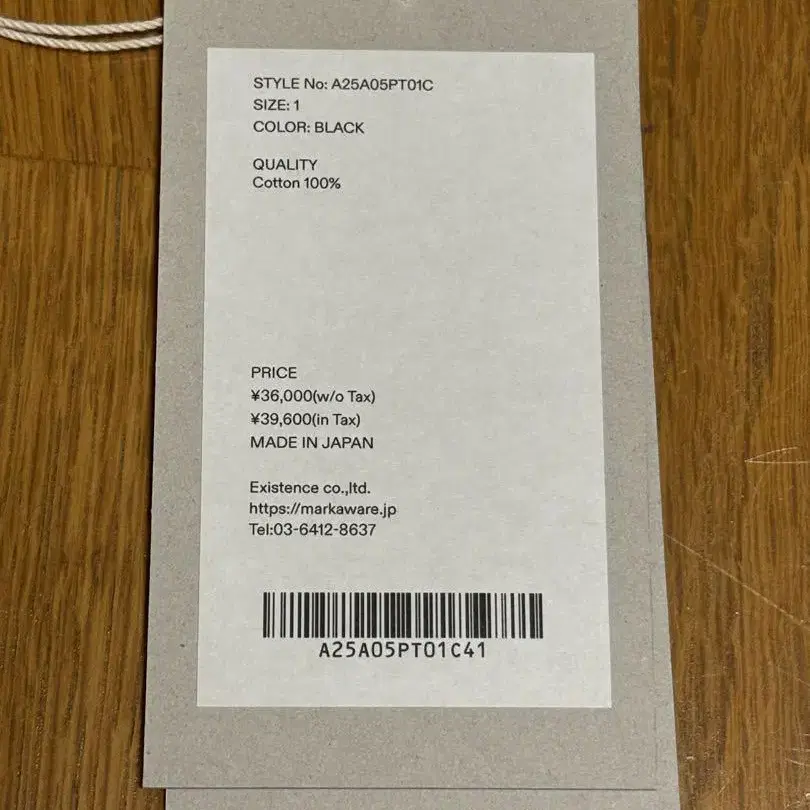 STYLE No: A25A05PT01C
SIZE: 1
COLOR: BLACK
QUALITY
Cotton 100%
PRICE
¥36,000(w/o Tax)
¥39,600(in Tax)
MADE IN JAPAN
Existence co.,ltd.
https://markaware.jp
Tel:03-6412-8637
A25A05PT01C41